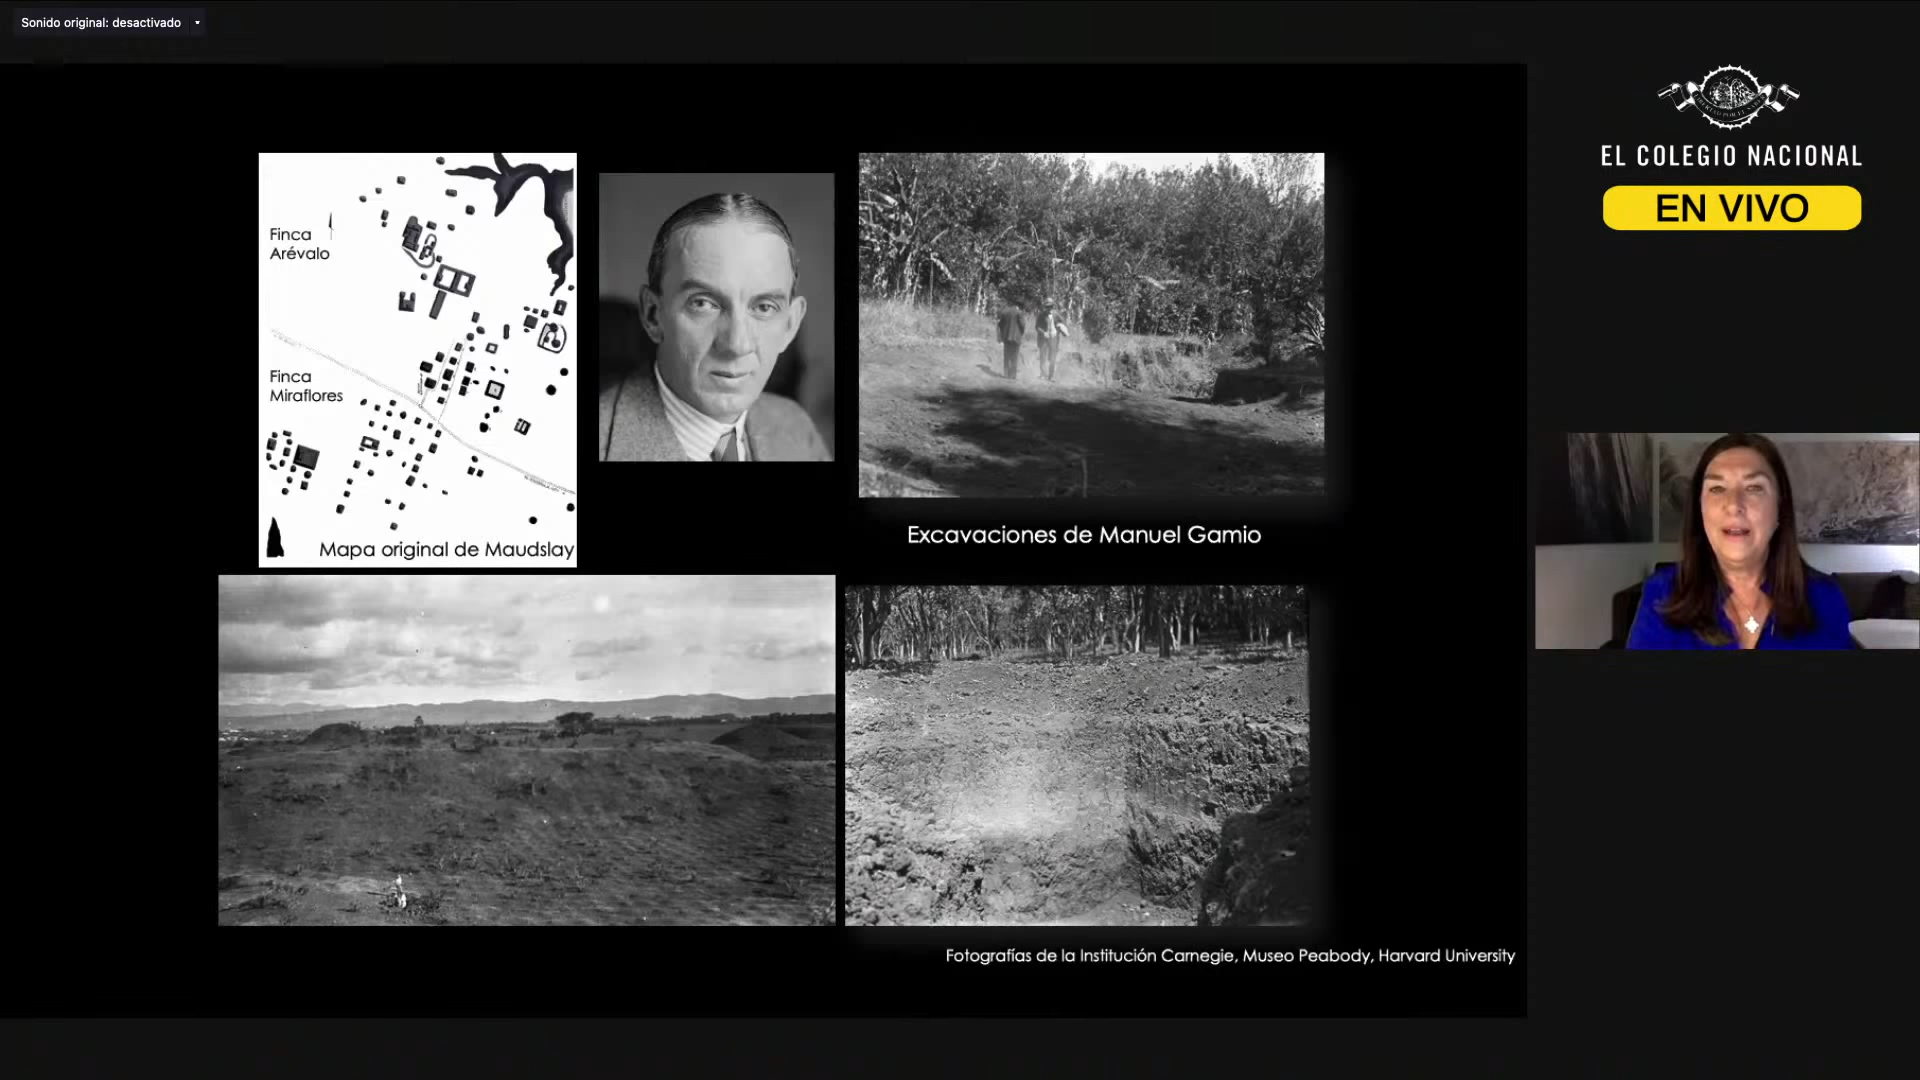 Sonido original: desactivado
EL COLEGIO NACIONAL
EN VIVO
Finca
Arévalo
Finca
Miraflores
Mapa original de Maudslay
Excavaciones de Manuel Gamio
Fotografías de la Institución Carnegie, Museo Peabody, Harvard University